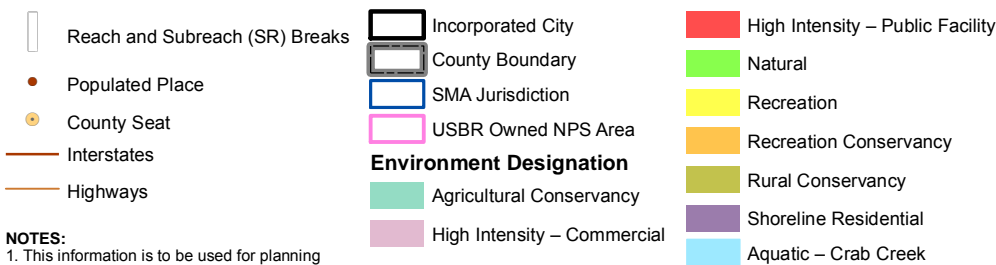 Reach and Subreach (SR) Breaks
Populated Place
County Seat
Interstates
Highways
NOTES:
1. This information is to be used for planning
Incorporated City
County Boundary
SMA Jurisdiction
USBR Owned NPS Area
Environment Designation
Agricultural Conservancy
High Intensity – Commercial
High Intensity – Public Facility
Natural
Recreation
Recreation Conservancy
Rural Conservancy
Shoreline Residential
Aquatic – Crab Creek